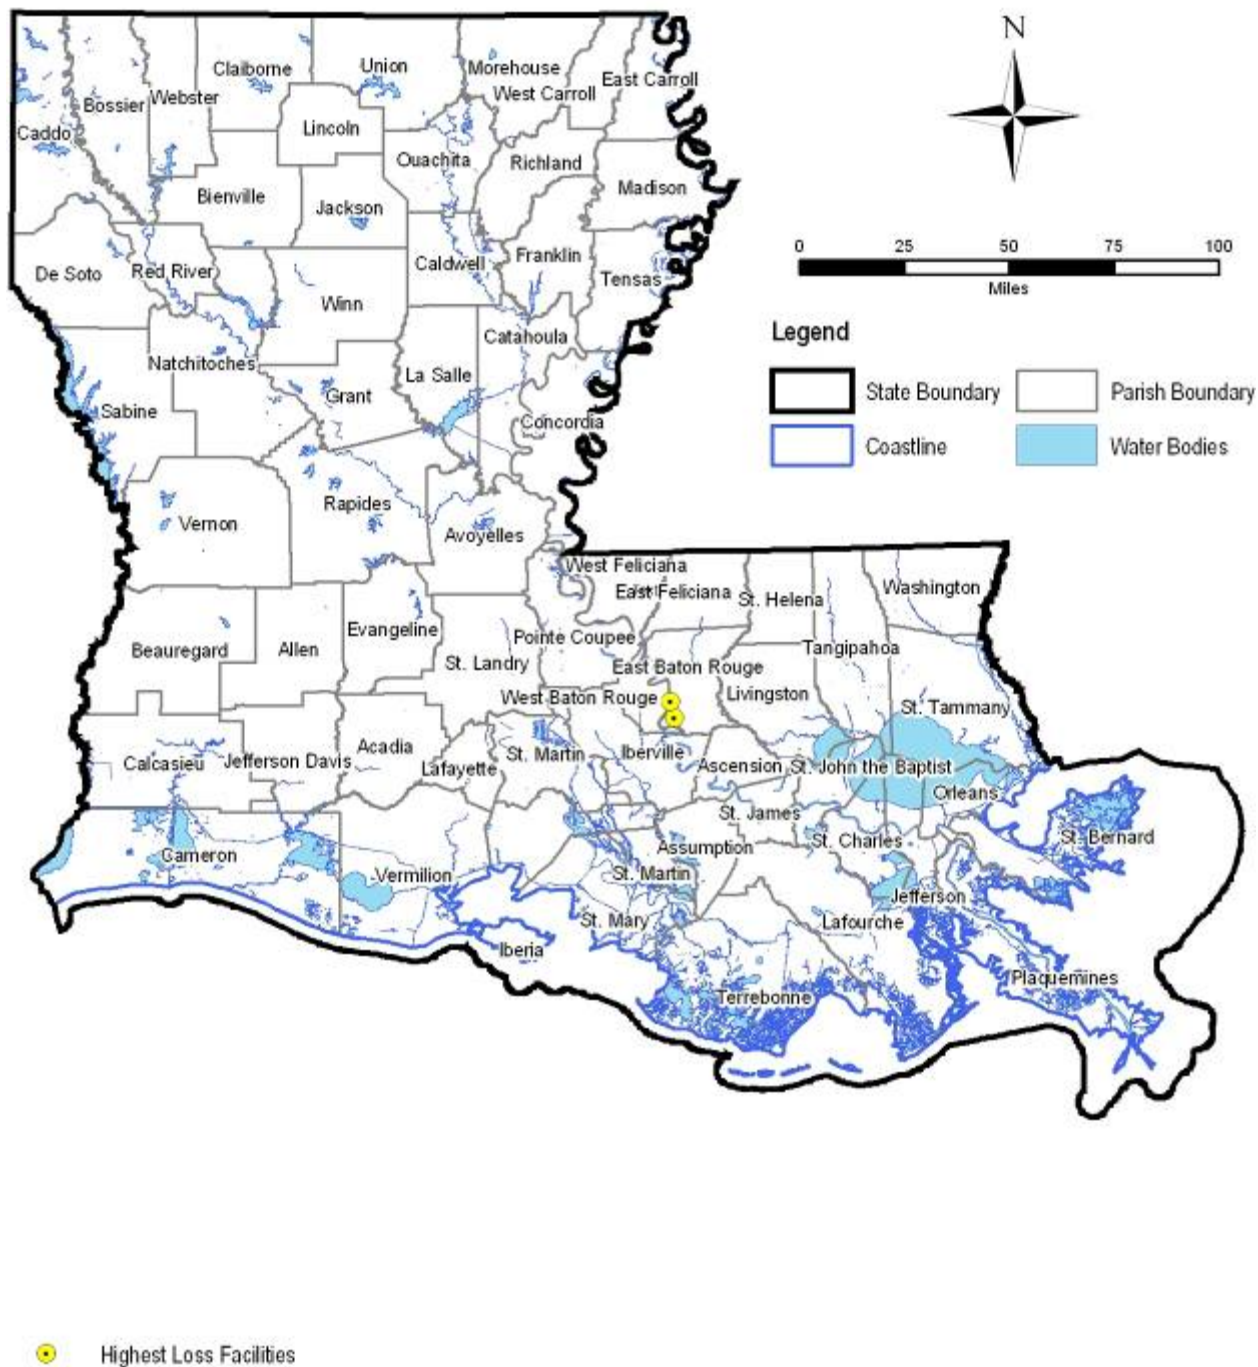 N
Claiborne
Union
Morehouse
East Carroll
Bossier
Webster
West Carroll
Caddo
Lincoln
Ouachita
Richland
Madison
Bienville
Jackson
0 25 50 75 100
Miles
De Soto
Red River
Caldwell
Franklin
Tensas
Winn
Legend
Catahoula
Natchitoches
La Salle
State Boundary
Parish Boundary
Grant
Sabine
Concordia
Coastline
Water Bodies
Rapides
Vernon
Avoyelles
West Feliciana
East Feliciana
St. Helena
Washington
Evangeline
Pointe Coupee
Beauregard
Allen
Tangipahoa
St. Landry
East Baton Rouge
West Baton Rouge
Livingston
St. Tammany
Acadia
St. Martin
Iberville
Calcasieu
Jefferson Davis
Lafayette
Ascension
St. John the Baptist
Orleans
St. James
St. Charles
St. Bernard
Cameron
Assumption
Vermilion
St. Martin
Jefferson
St. Mary
Lafourche
Iberia
Plaquemines
Terrebonne
Highest Loss Facilities